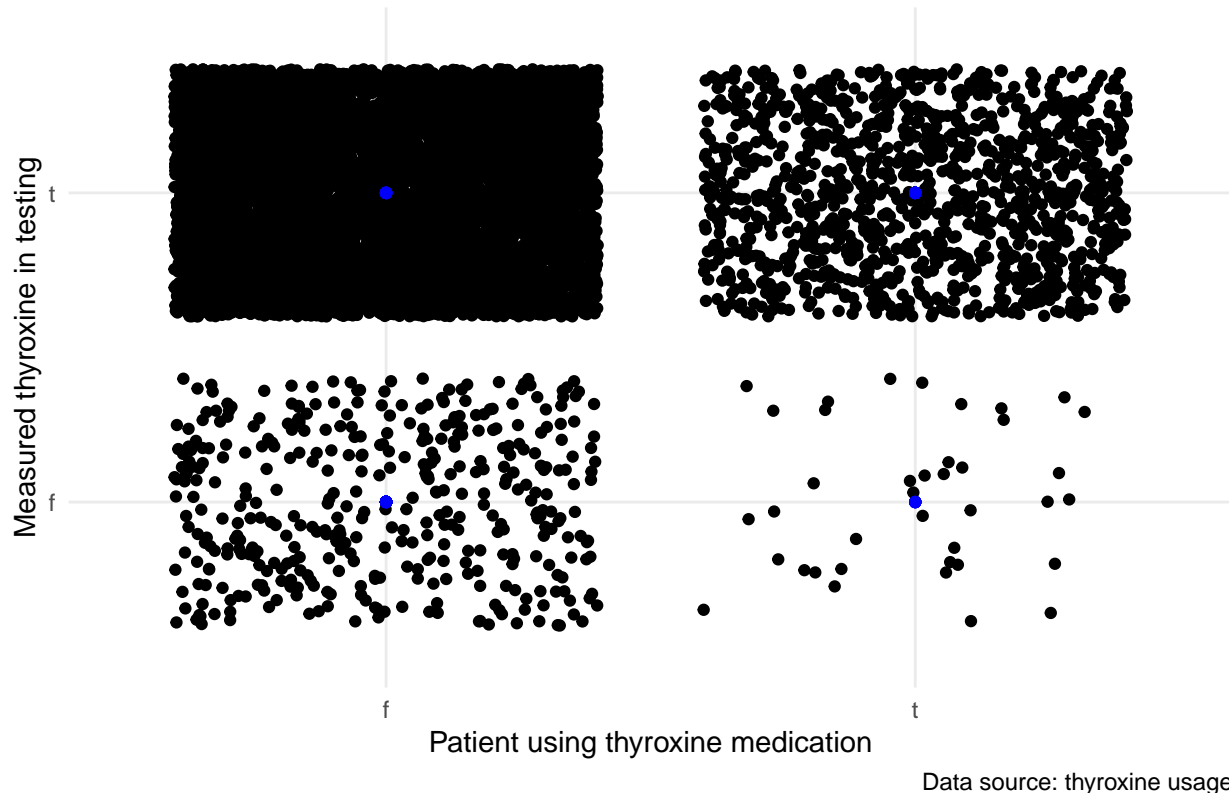 Measured thyroxine in testing
t
f
f
t
Patient using thyroxine medication
Data source: thyroxine usage